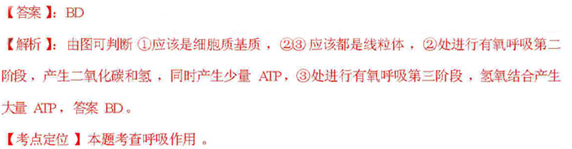 【答案】：BD
【解析】：由图可判断①应该是细胞质基质，②③应该都是线粒体，②处进行有氧呼吸第二
阶段，产生二氧化碳和氢，同时产生少量 ATP，③处进行有氧呼吸第三阶段，氢氧结合产生
大量 ATP，答案 BD。
【考点定位】本题考查呼吸作用。